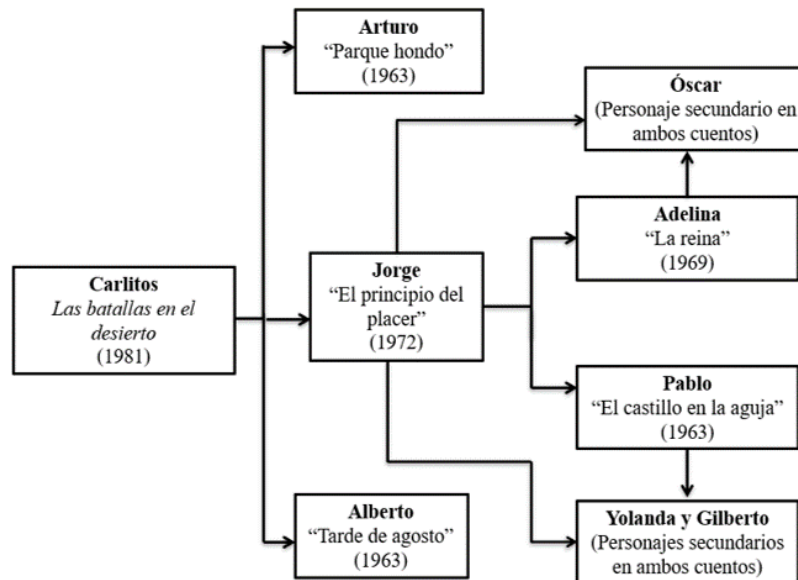 Arturo
“Parque hondo”
(1963)
Óscar
(Personaje secundario en
ambos cuentos)
Adelina
“La reina”
(1969)
Carlitos
Las batallas en el
desierto
(1981)
Jorge
“El principio del
placer”
(1972)
Pablo
“El castillo en la aguja”
(1963)
Alberto
“Tarde de agosto”
(1963)
Yolanda y Gilberto
(Personajes secundarios
en ambos cuentos)